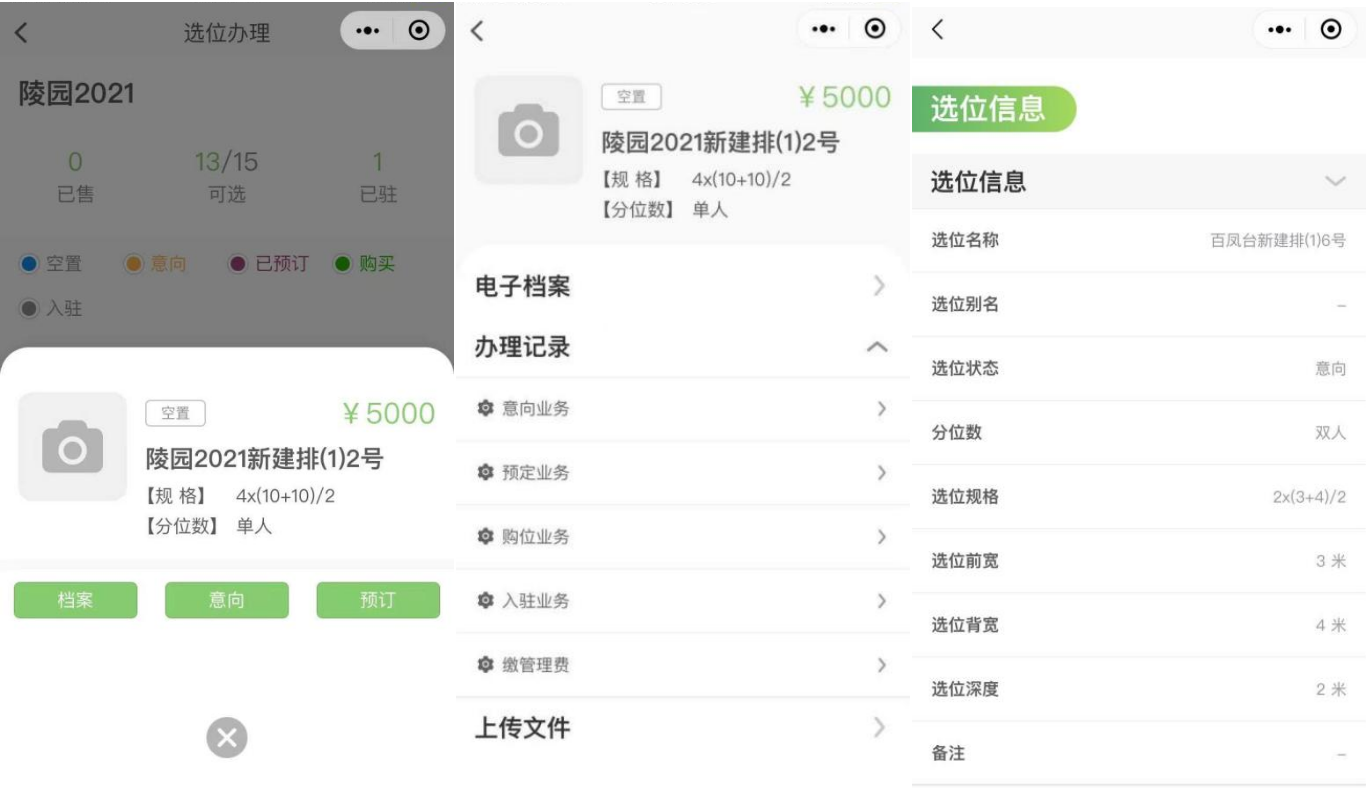 选位办理
陵园2021
0
13/15
1
已售
可选
已驻
空置
意向
已预订
购买
入驻
空置
¥5000
陵园2021新建排(1)2号
【规 格】 4x(10+10)/2
【分位数】 单人
档案
意向
预订
空置
¥5000
陵园2021新建排(1)2号
【规 格】 4x(10+10)/2
【分位数】 单人
电子档案
办理记录
意向业务
预定业务
购位业务
入驻业务
缴管理费
上传文件
选位信息
选位信息
选位名称 百凤台新建排(1)6号
选位别名 –
选位状态 意向
分位数 双人
选位规格 2x(3+4)/2
选位前宽 3 米
选位背宽 4 米
选位深度 2 米
备注 –